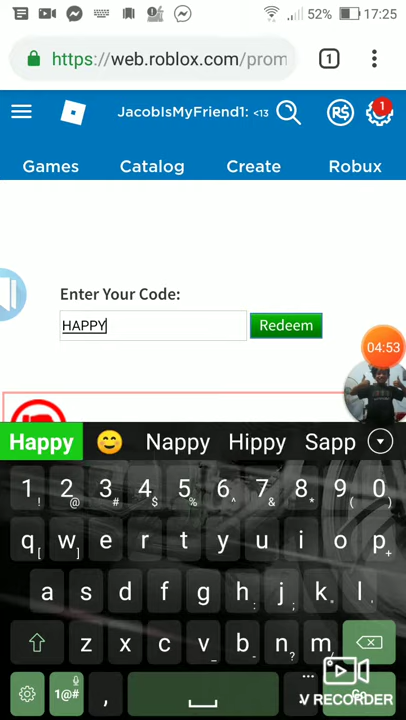 52% 17:25
https://web.roblox.com/prom
1
JacobIsMyFriend1: <13
R$
1
Games Catalog Create Robux
Enter Your Code:
HAPPY
Redeem
04:53
Happy 😊 Nappy Hippy Sapp
1 2 3 4 5 6 7 8 9 0
! @ # $ % ^ & * ( )
q w e r t y u i o p
[ ] +
a s d f g h j k l
: ; .
z x c v b n m
_ - / ,
1@# , ...
Go
V RECORDER